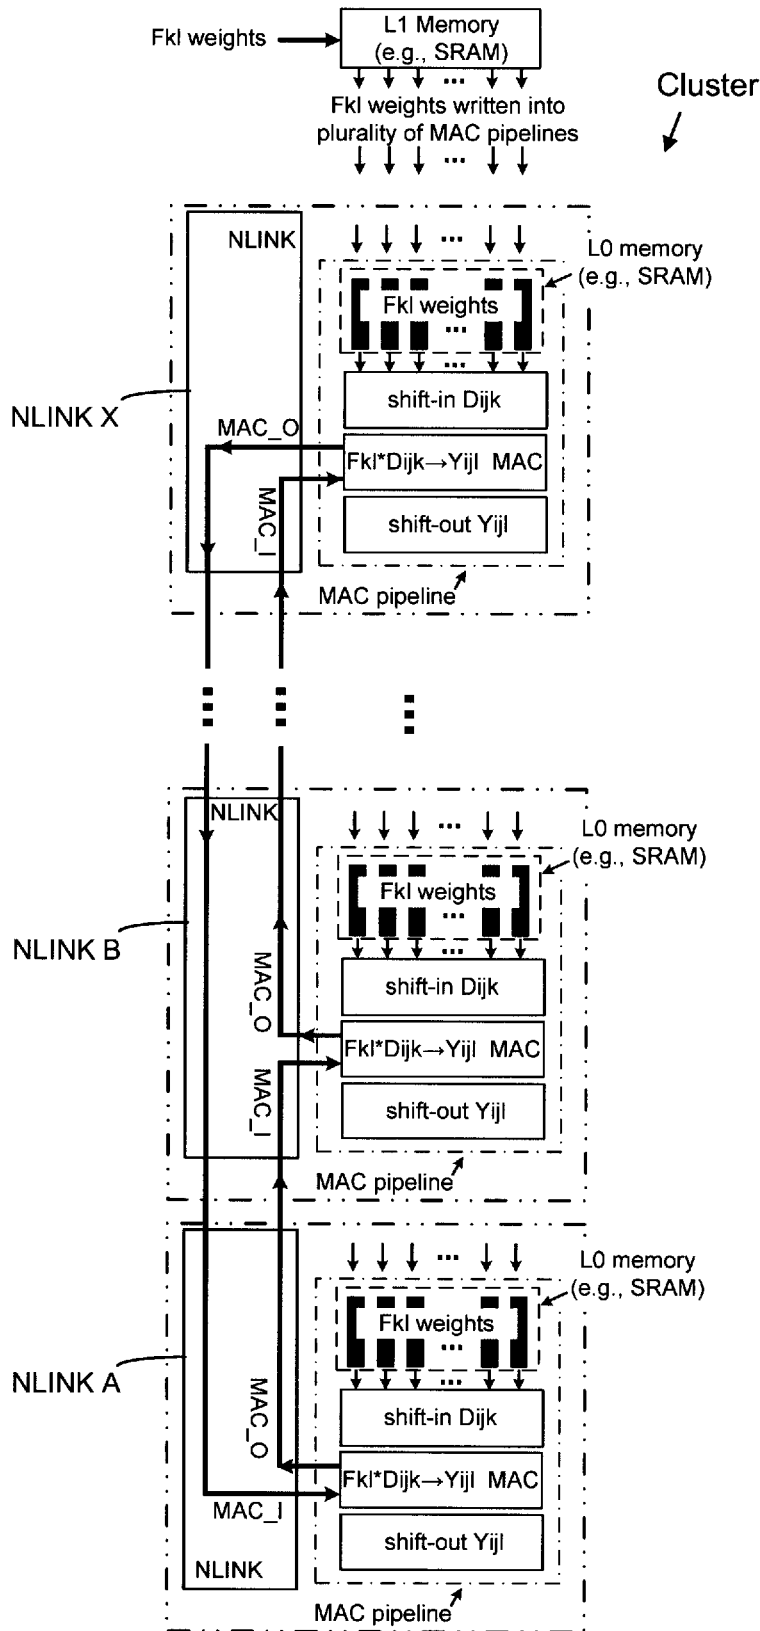 Fkl weights
L1 Memory
(e.g., SRAM)
...
Fkl weights written into
plurality of MAC pipelines
...
Cluster
NLINK
...
L0 memory
(e.g., SRAM)
Fkl weights
...
...
shift-in Dijk
NLINK X
MAC_O
Fkl*Dijk→Yijl MAC
MAC_I
shift-out Yijl
MAC pipeline
NLINK
...
L0 memory
(e.g., SRAM)
Fkl weights
...
...
NLINK B
shift-in Dijk
MAC_O
Fkl*Dijk→Yijl MAC
MAC_I
shift-out Yijl
MAC pipeline
...
L0 memory
(e.g., SRAM)
Fkl weights
...
...
NLINK A
shift-in Dijk
MAC_O
Fkl*Dijk→Yijl MAC
MAC_I
shift-out Yijl
NLINK
MAC pipeline